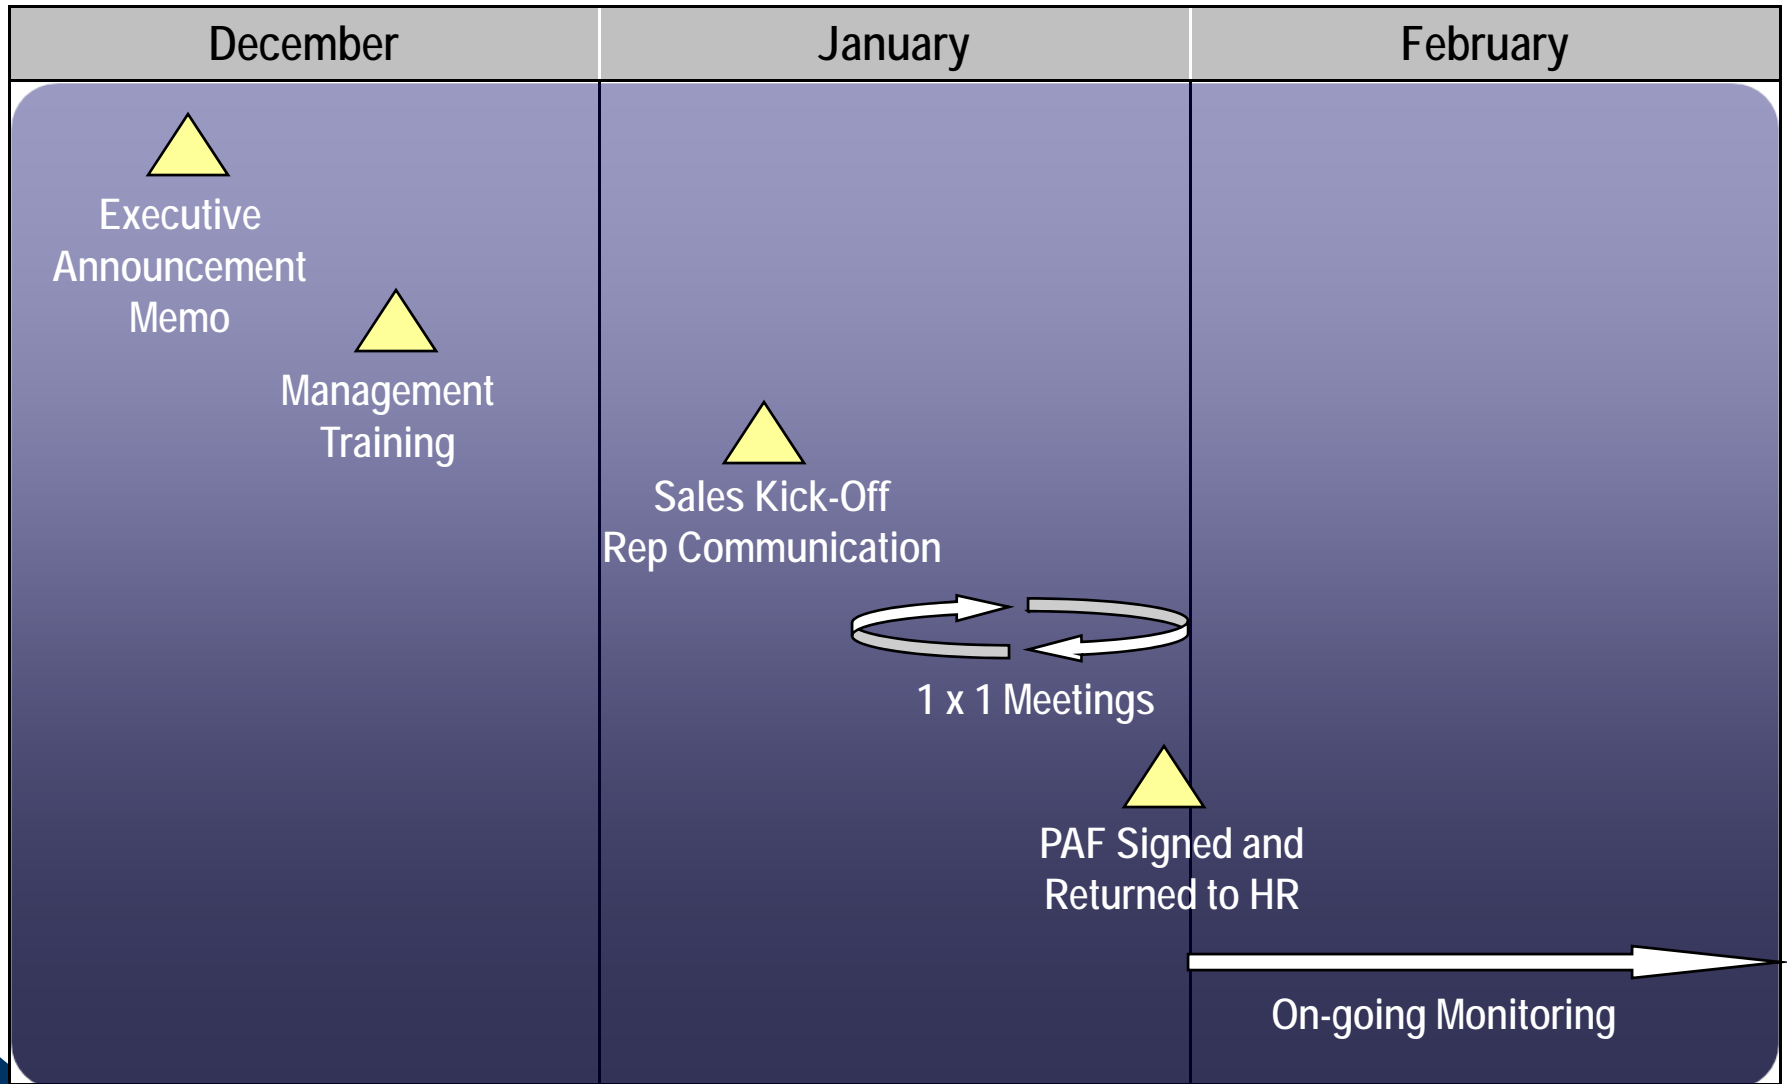 December
January
February
Executive
Announcement
Memo
Management
Training
Sales Kick-Off
Rep Communication
1 x 1 Meetings
PAF Signed and
Returned to HR
On-going Monitoring